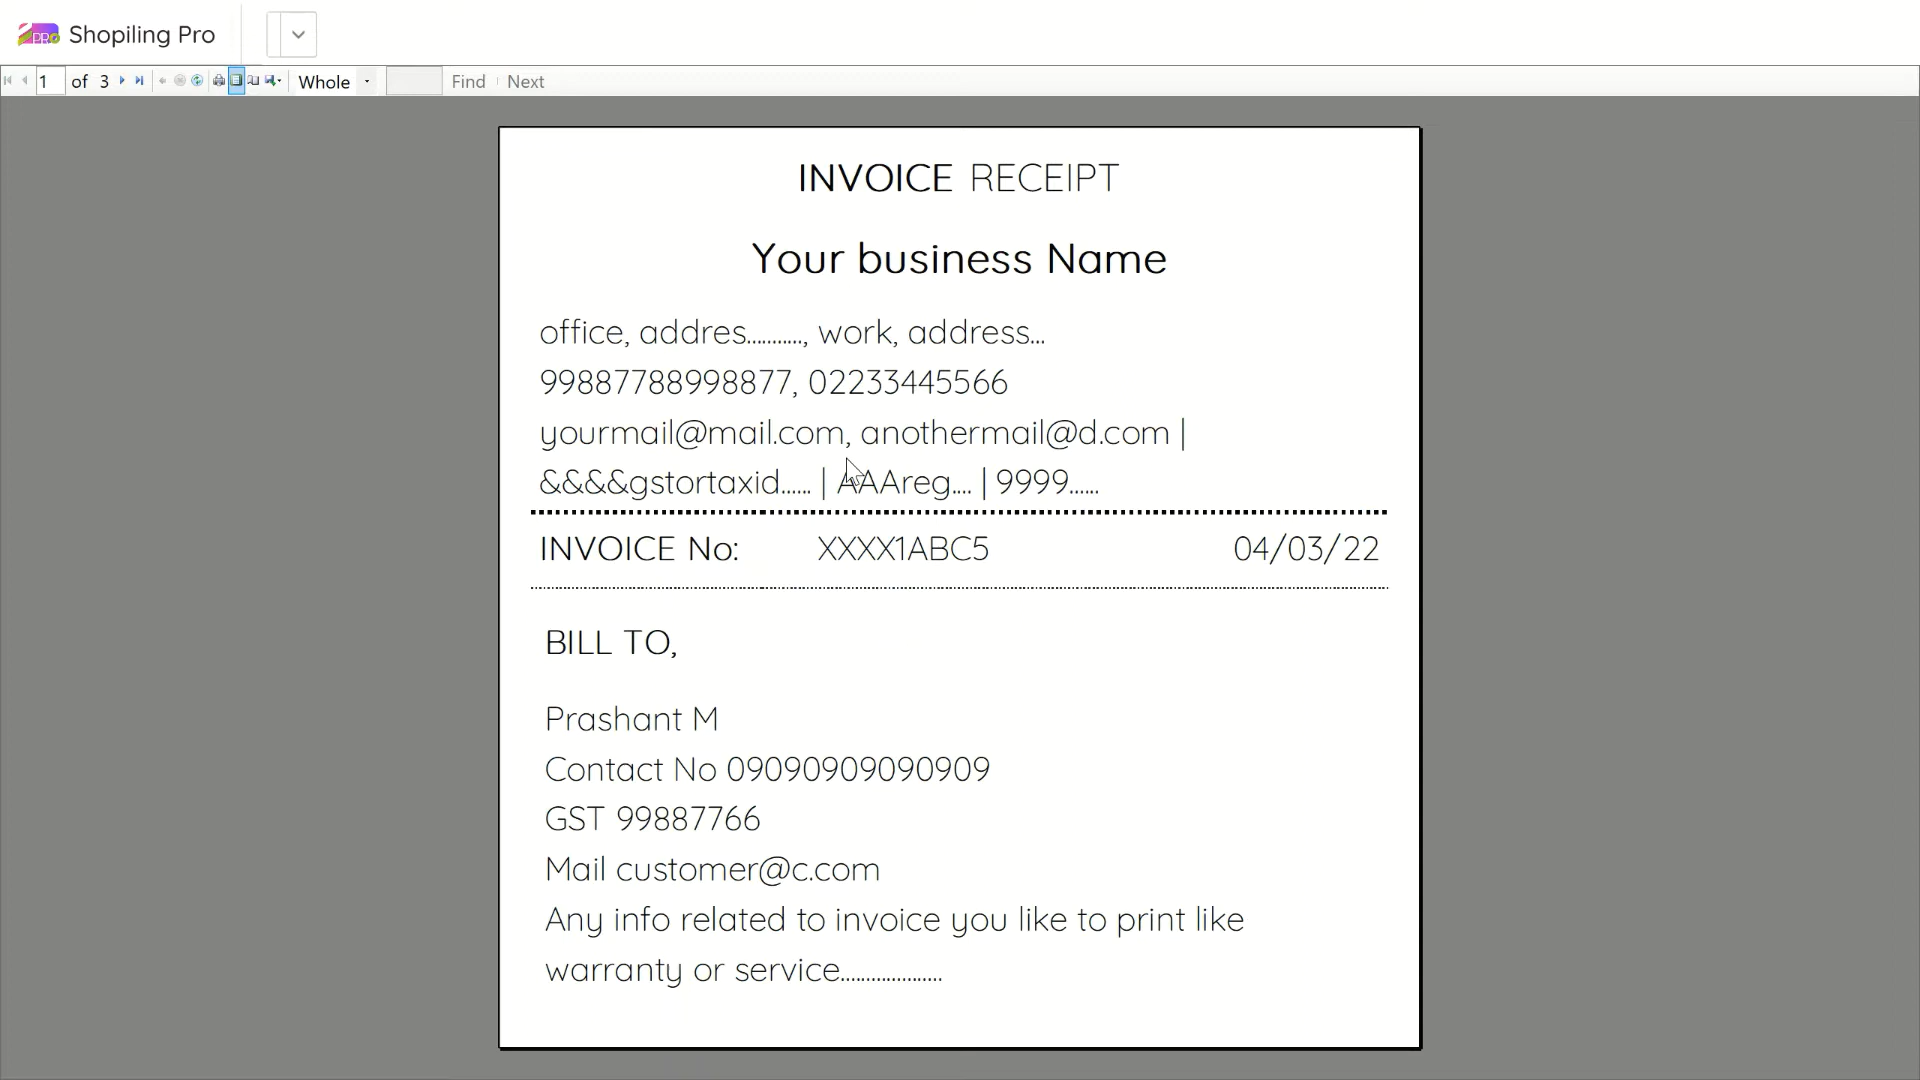 Shopiling Pro
1 of 3 Whole Find Next
INVOICE RECEIPT
Your business Name
office, addres..........., work, address...
99887788998877, 02233445566
yourmail@mail.com, anothermail@d.com |
&&&&gstortaxid...... | AAAreg.... | 9999......
INVOICE No: XXXX1ABC5 04/03/22
BILL TO,
Prashant M
Contact No 09090909090909
GST 99887766
Mail customer@c.com
Any info related to invoice you like to print like
warranty or service....................